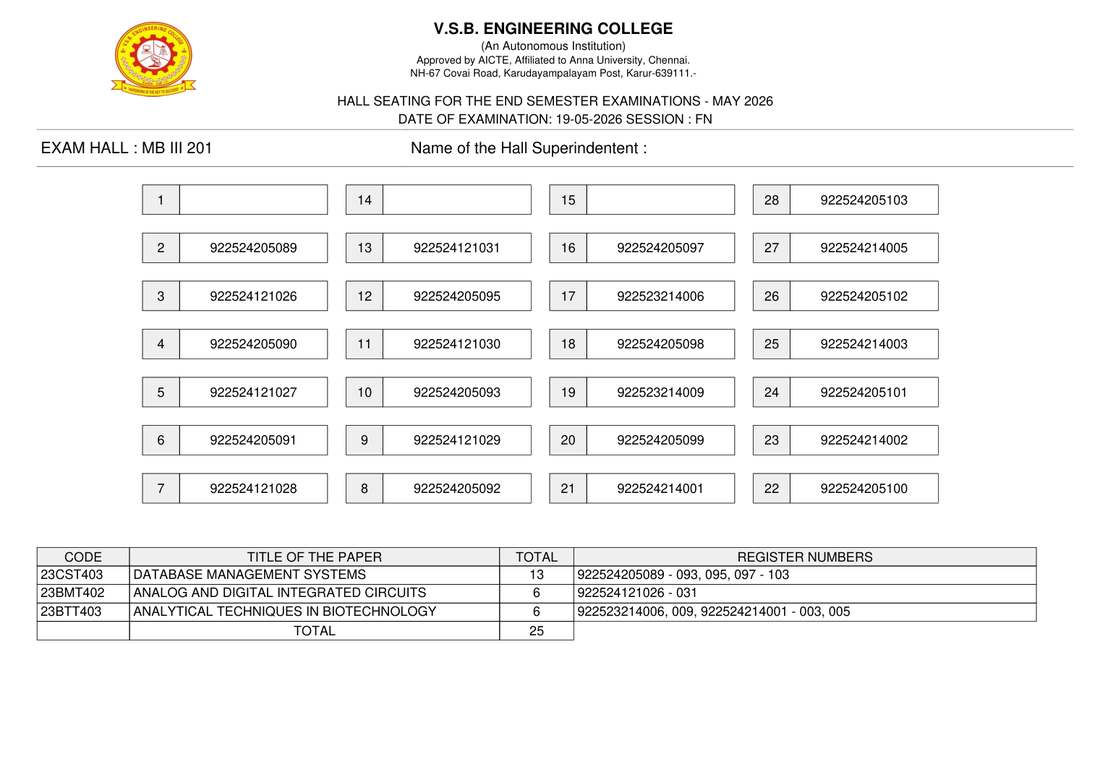 V.S.B. ENGINEERING COLLEGE
(An Autonomous Institution)
Approved by AICTE, Affiliated to Anna University, Chennai.
NH-67 Covai Road, Karudayampalayam Post, Karur-639111.-
HALL SEATING FOR THE END SEMESTER EXAMINATIONS - MAY 2026
DATE OF EXAMINATION: 19-05-2026 SESSION : FN
EXAM HALL : MB III 201 Name of the Hall Superindentent :
1 14 15 28 922524205103
2 922524205089 13 922524121031 16 922524205097 27 922524214005
3 922524121026 12 922524205095 17 922523214006 26 922524205102
4 922524205090 11 922524121030 18 922524205098 25 922524214003
5 922524121027 10 922524205093 19 922523214009 24 922524205101
6 922524205091 9 922524121029 20 922524205099 23 922524214002
7 922524121028 8 922524205092 21 922524214001 22 922524205100
CODE TITLE OF THE PAPER TOTAL REGISTER NUMBERS
23CST403 DATABASE MANAGEMENT SYSTEMS 13 922524205089 - 093, 095, 097 - 103
23BMT402 ANALOG AND DIGITAL INTEGRATED CIRCUITS 6 922524121026 - 031
23BTT403 ANALYTICAL TECHNIQUES IN BIOTECHNOLOGY 6 922523214006, 009, 922524214001 - 003, 005
TOTAL 25